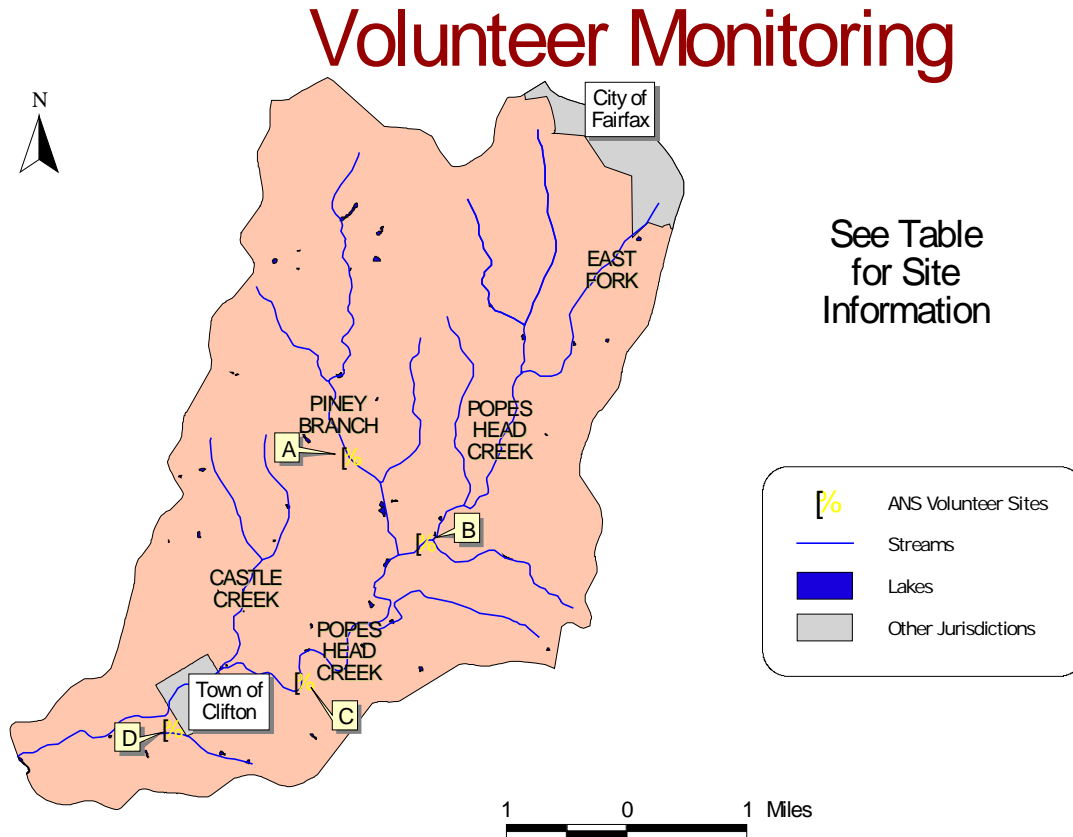 Volunteer Monitoring
N
City of
Fairfax
See Table
for Site
Information
EAST
FORK
PINEY
BRANCH
POPES
HEAD
CREEK
A
B
CASTLE
CREEK
POPES
HEAD
CREEK
Town of
Clifton
C
D
[% ANS Volunteer Sites
Streams
Lakes
Other Jurisdictions
1 0 1 Miles